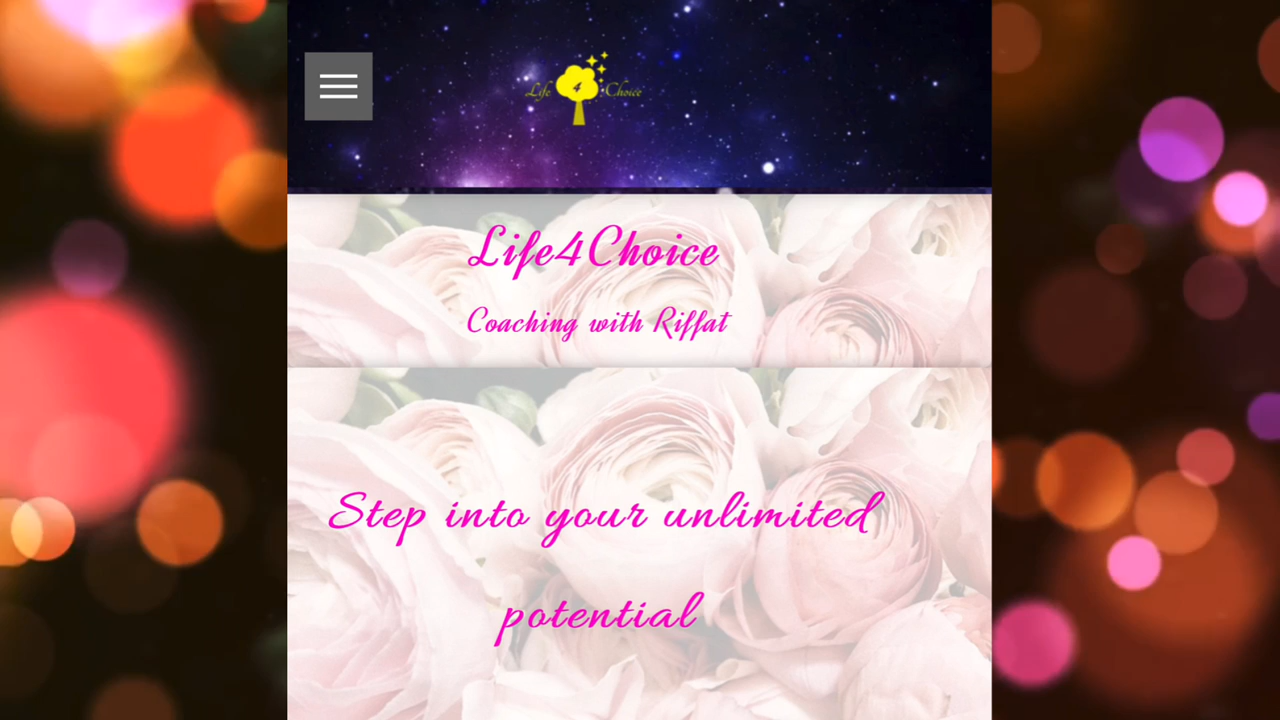 Life 4 Choice
Life4Choice
Coaching with Riffat
Step into your unlimited
potential